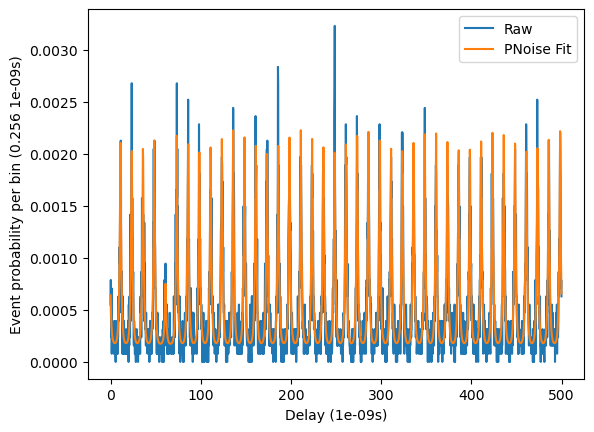 Raw
PNoise Fit
Event probability per bin (0.256 1e-09s)
0.0030
0.0025
0.0020
0.0015
0.0010
0.0005
0.0000
0 100 200 300 400 500
Delay (1e-09s)